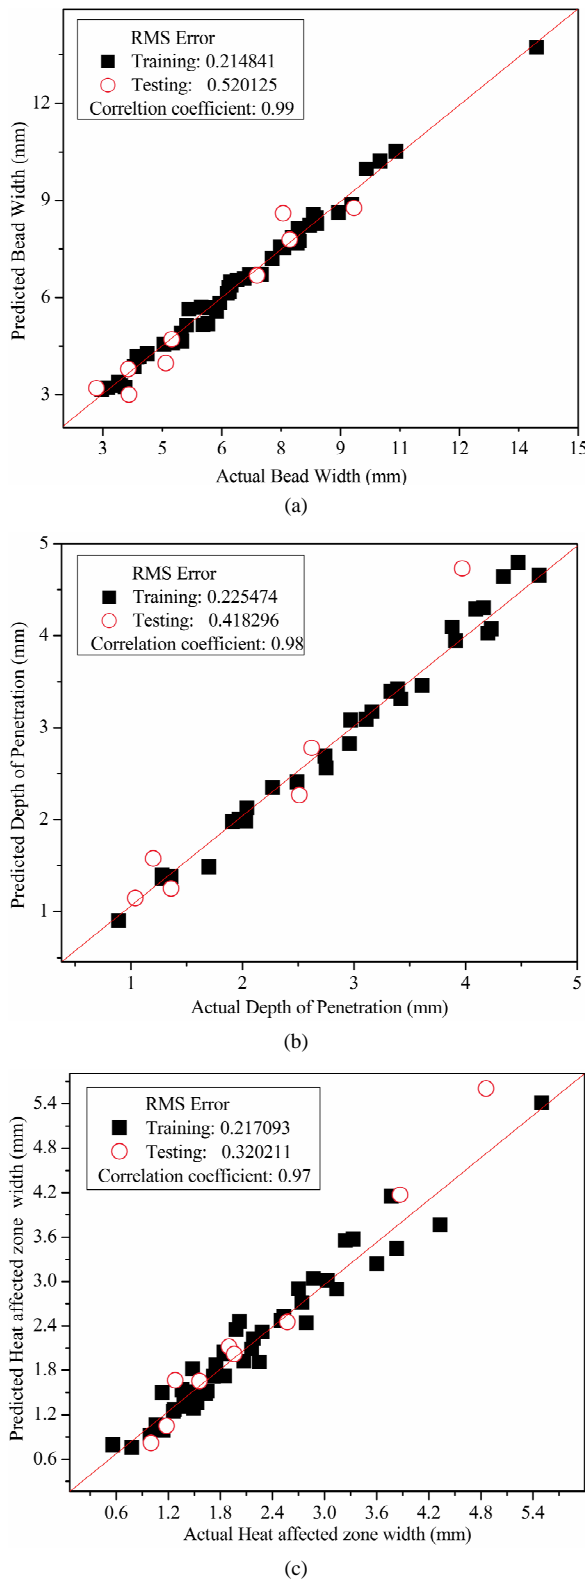 RMS Error
Training: 0.214841
Testing: 0.520125
Correltion coefficient: 0.99
Predicted Bead Width (mm)
12
9
6
3
3 5 6 8 9 11 12 14 15
Actual Bead Width (mm)
(a)
RMS Error
Training: 0.225474
Testing: 0.418296
Correlation coefficient: 0.98
Predicted Depth of Penetration (mm)
5
4
3
2
1
1 2 3 4 5
Actual Depth of Penetration (mm)
(b)
RMS Error
Training: 0.217093
Testing: 0.320211
Correlation coefficient: 0.97
Predicted Heat affected zone width (mm)
5.4
4.8
4.2
3.6
3.0
2.4
1.8
1.2
0.6
0.6 1.2 1.8 2.4 3.0 3.6 4.2 4.8 5.4
Actual Heat affected zone width (mm)
(c)